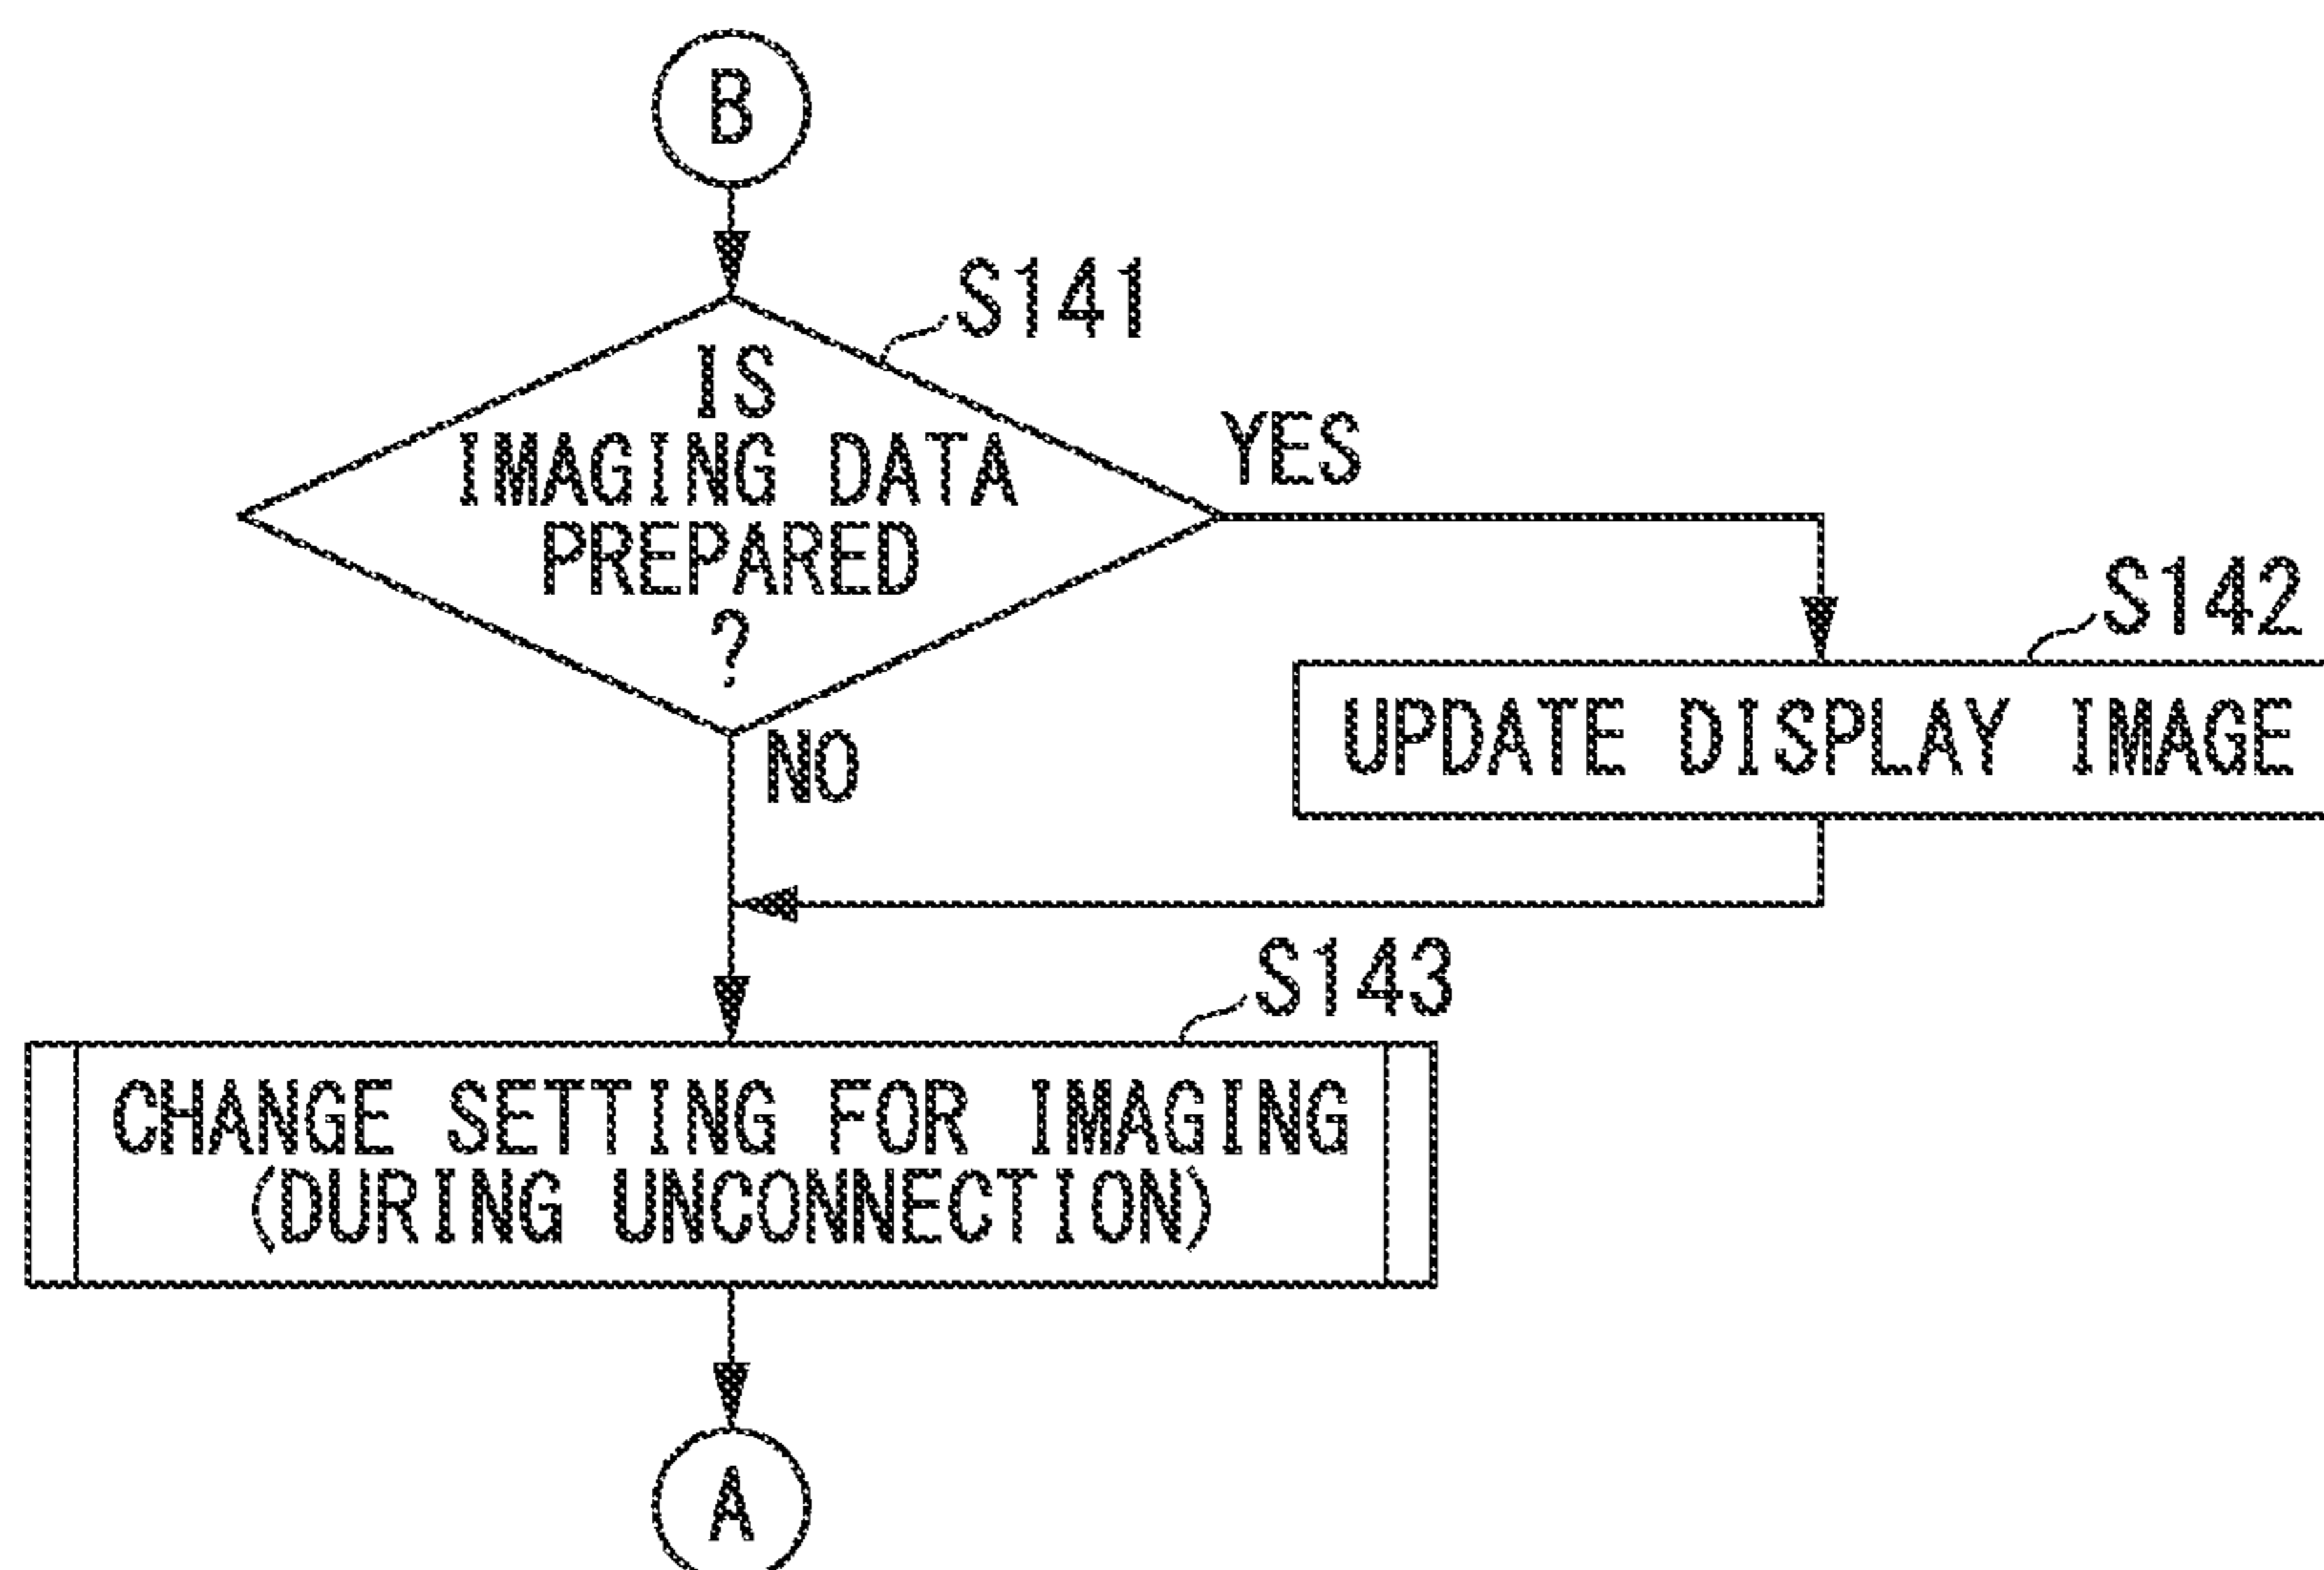 B
S141
IS
IMAGING DATA
PREPARED
?
YES
NO
S142
UPDATE DISPLAY IMAGE
S143
CHANGE SETTING FOR IMAGING
(DURING UNCONNECTION)
A